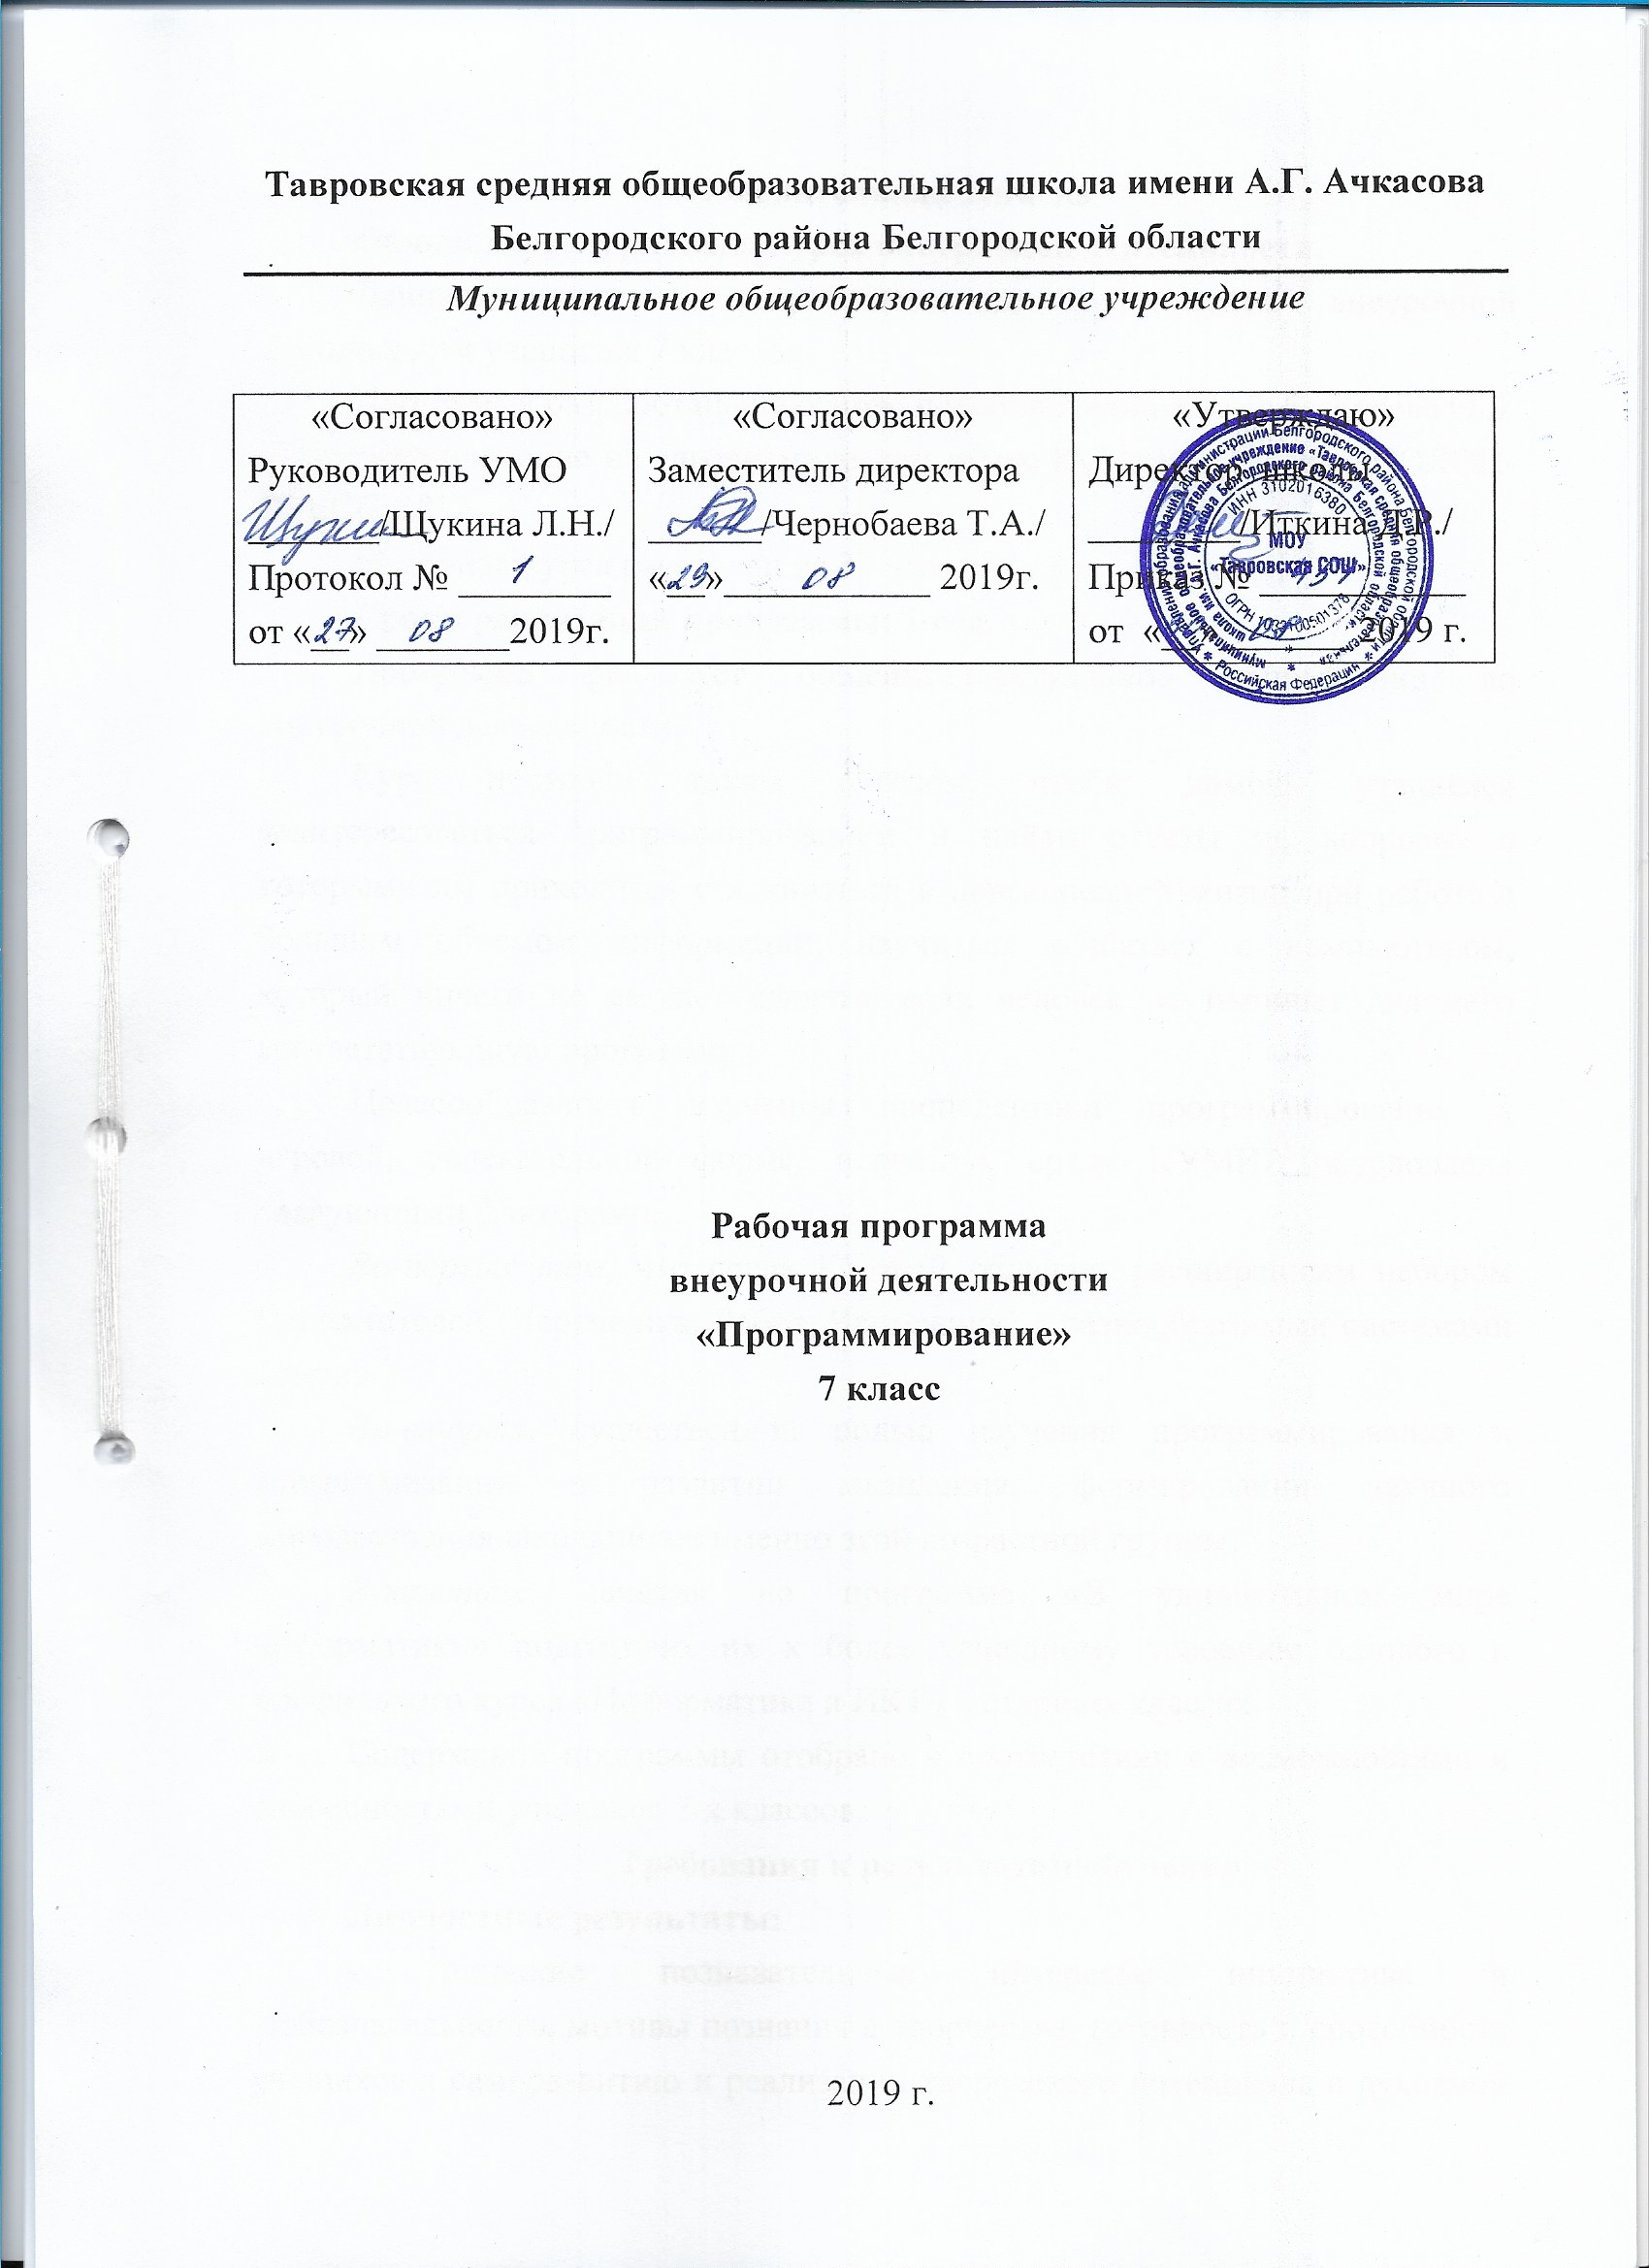 Тавровская средняя общеобразовательная школа имени А.Г. Ачкасова
Белгородского района Белгородской области
Муниципальное общеобразовательное учреждение
«Согласовано»
Руководитель УМО
/Щукина Л.Н./
Протокол № 1
от «27» 08 2019г.
«Согласовано»
Заместитель директора
/Чернобаева Т.А./
«29» 08 2019г.
«Утверждаю»
Директор школы
/Иткина Д.Р./
Приказ №
от « 2019 г.
ИНН 3102016380
МОУ
«Тавровская СОШ»
Российская Федерация
Рабочая программа
внеурочной деятельности
«Программирование»
7 класс
2019 г.